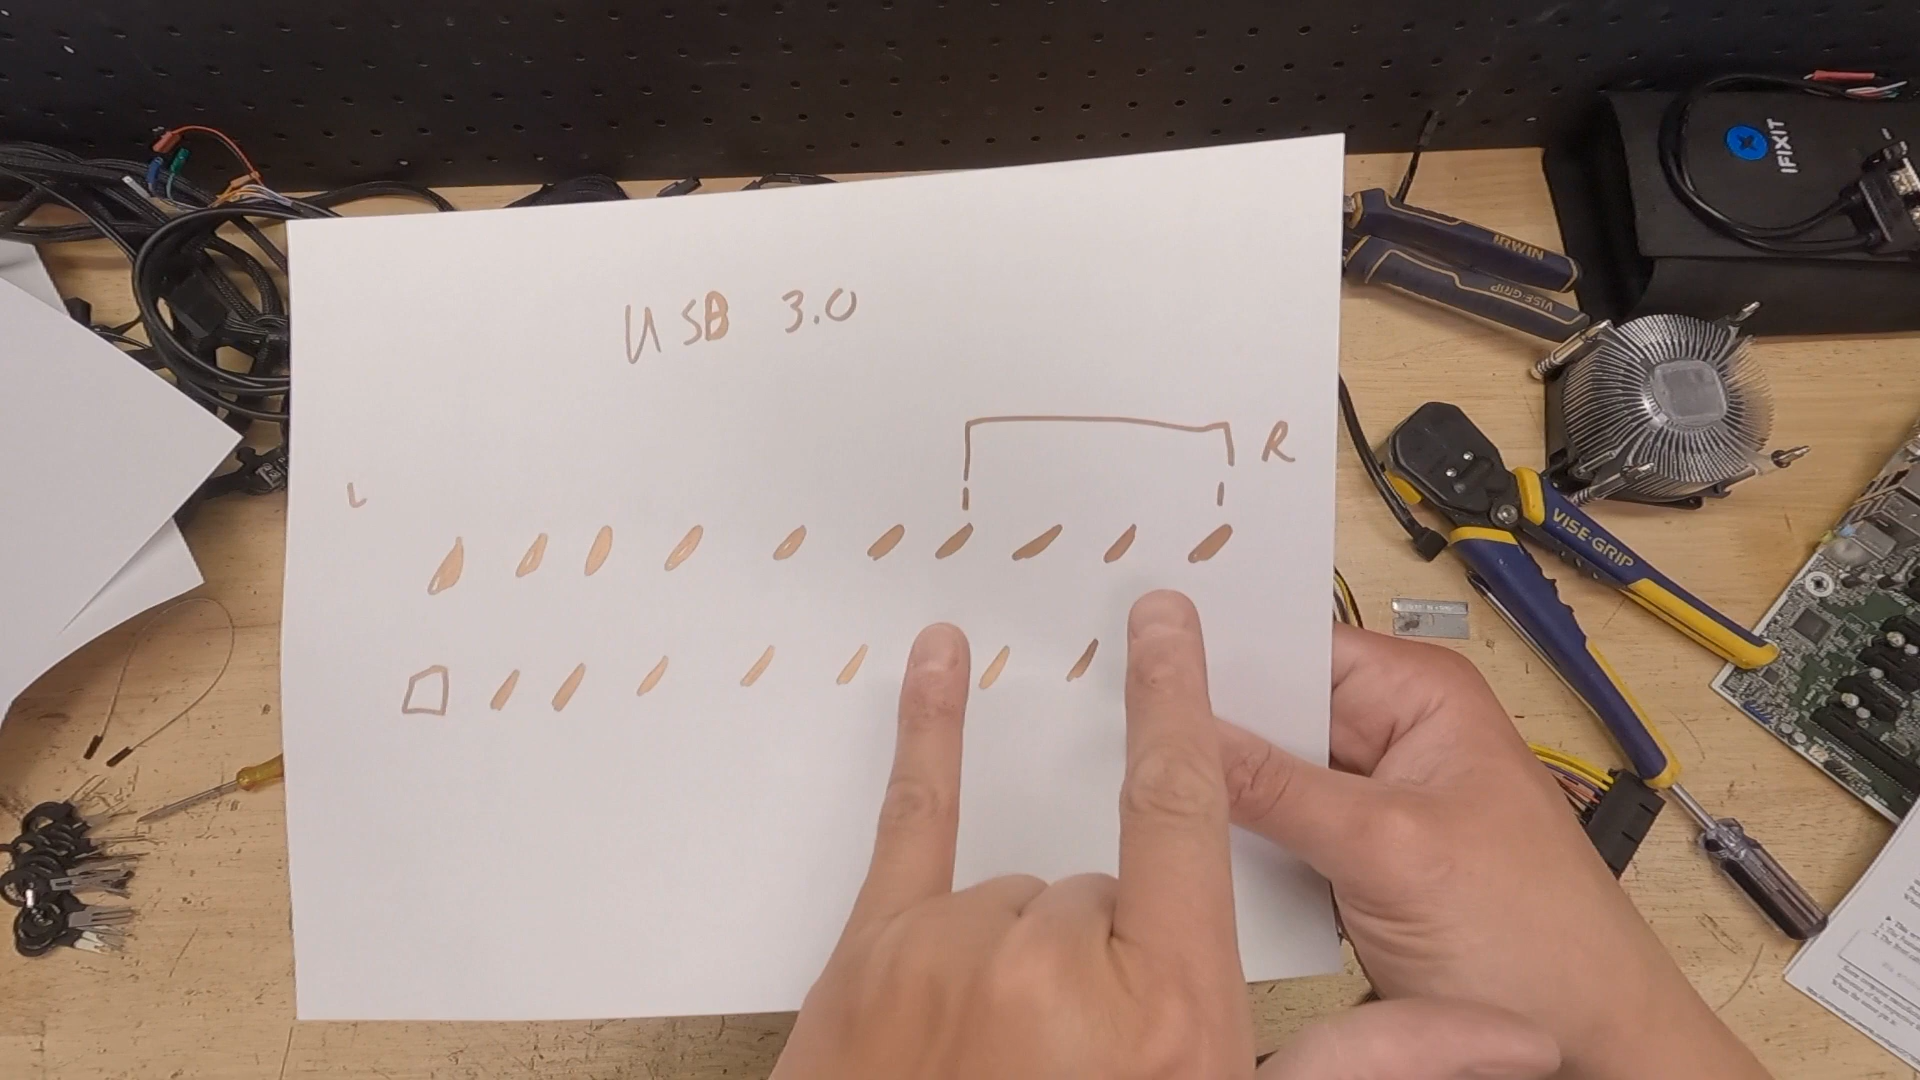 USB 3.0
R
L
IFIXIT
IRWIN
VISE-GRIP
VISE-GRIP